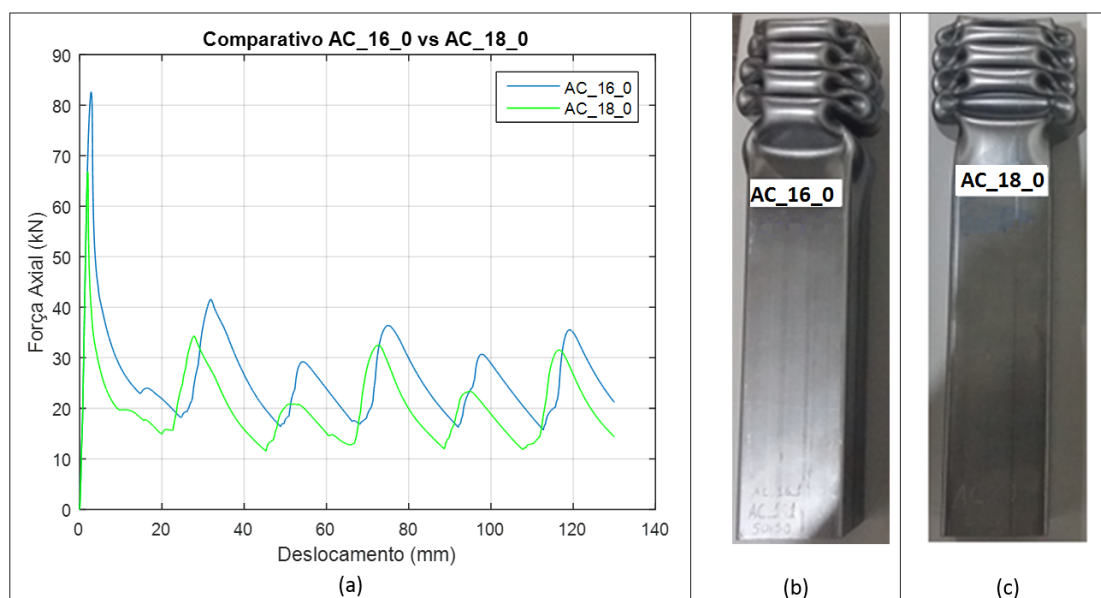 Comparativo AC_16_0 vs AC_18_0
AC_16_0
AC_18_0
90
80
70
60
50
40
30
20
10
0
Força Axial (kN)
0 20 40 60 80 100 120 140
Deslocamento (mm)
(a)
AC_16_0
50x50
(b)
AC_18_0
(c)